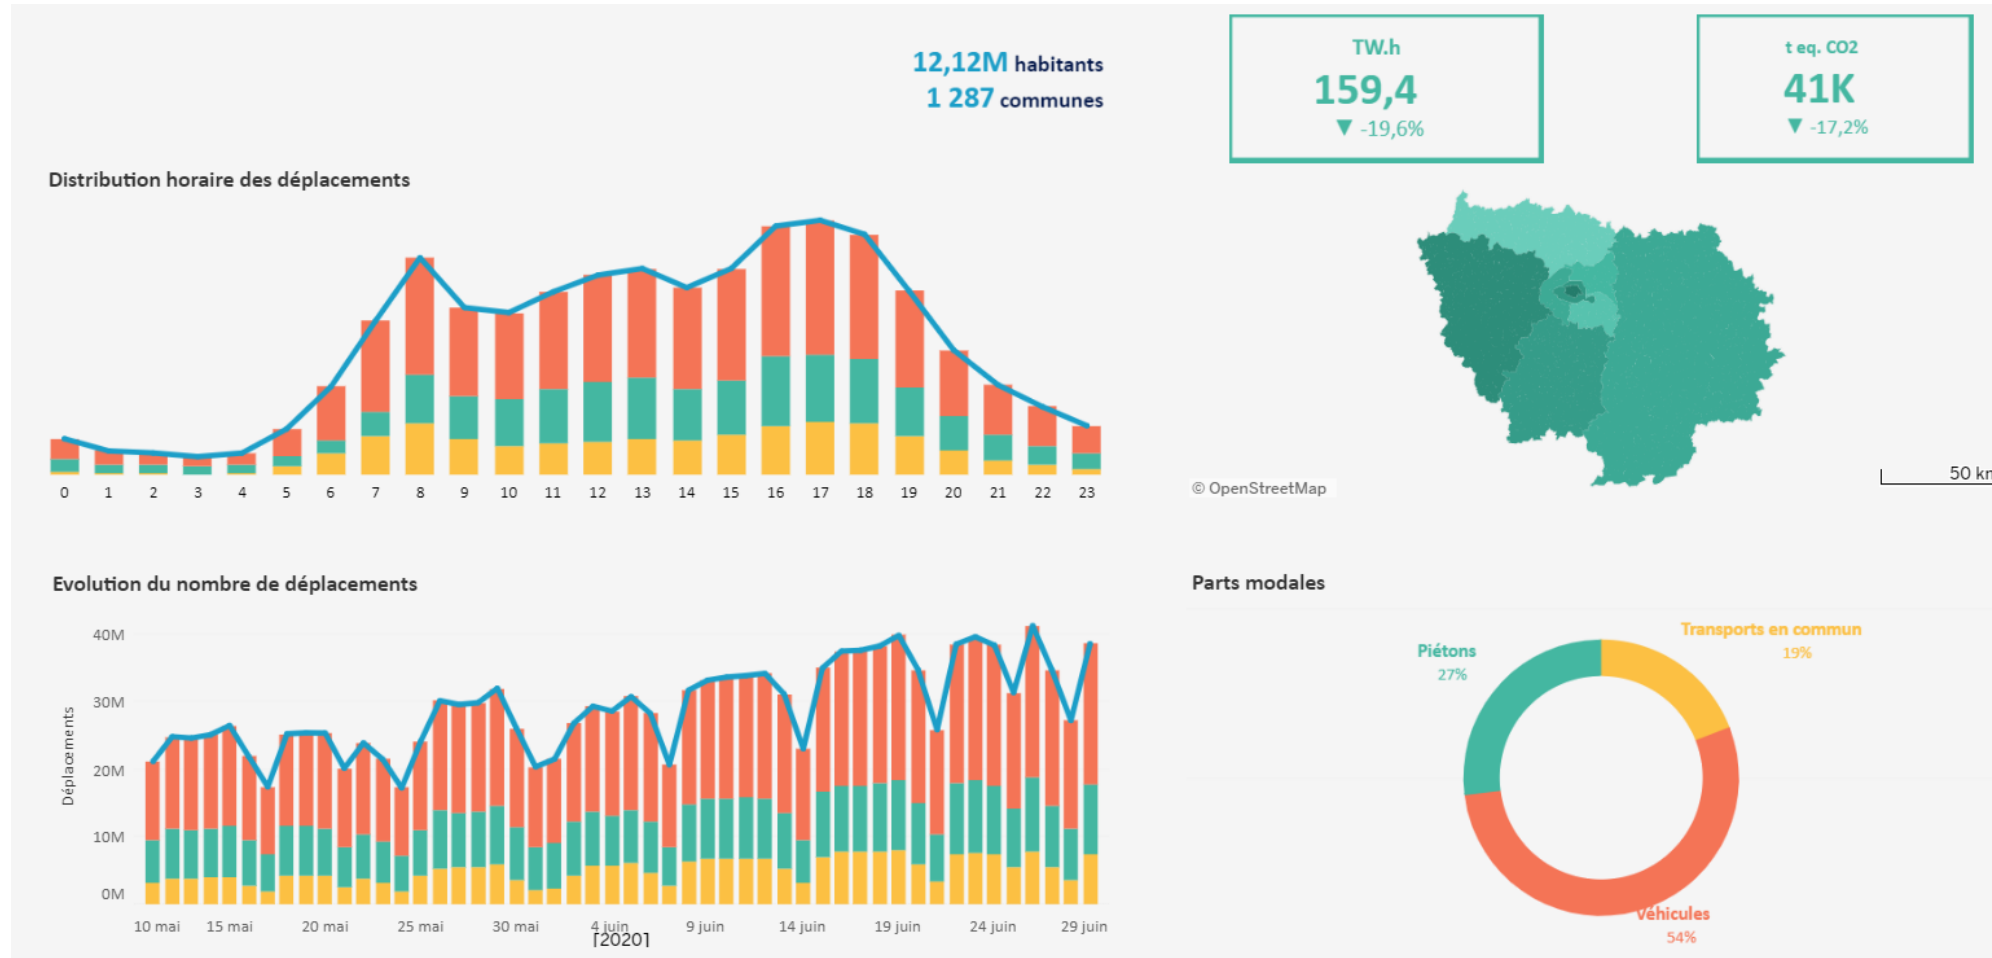 12,12M habitants
1 287 communes
TW.h
159,4
▼ -19,6%
t eq. CO2
41K
▼ -17,2%
Distribution horaire des déplacements
0 1 2 3 4 5 6 7 8 9 10 11 12 13 14 15 16 17 18 19 20 21 22 23
© OpenStreetMap
50 km
Evolution du nombre de déplacements
Déplacements
40M
30M
20M
10M
0M
10 mai 15 mai 20 mai 25 mai 30 mai 4 juin 9 juin 14 juin 19 juin 24 juin 29 juin
[2020]
Parts modales
Transports en commun
19%
Piétons
27%
Véhicules
54%